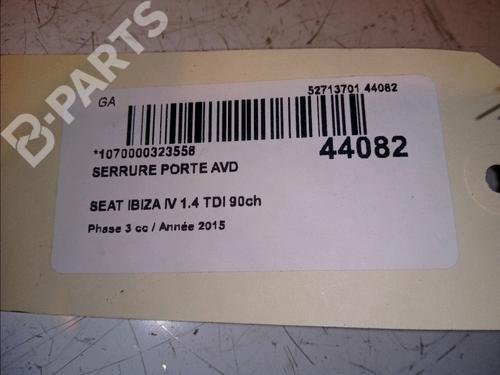 B-PARTS
GA
52713701 44082
*1070000323558
44082
SERRURE PORTE AVD
SEAT IBIZA IV 1.4 TDI 90ch
Phase 3 cc / Année 2015